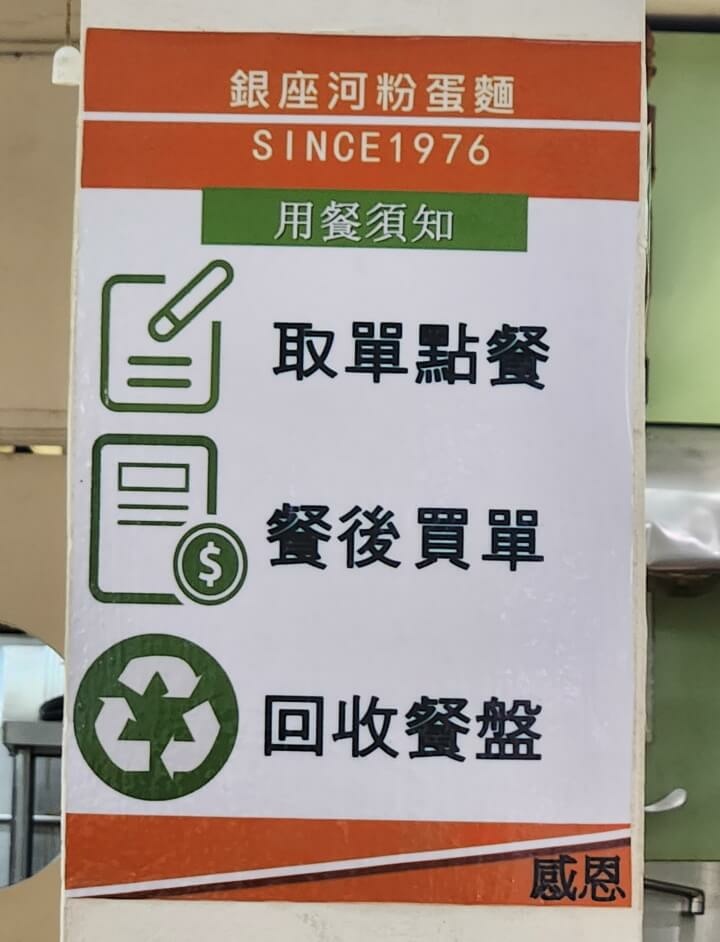 銀座河粉蛋麵
SINCE1976
用餐須知
取單點餐
$
餐後買單
回收餐盤
感恩